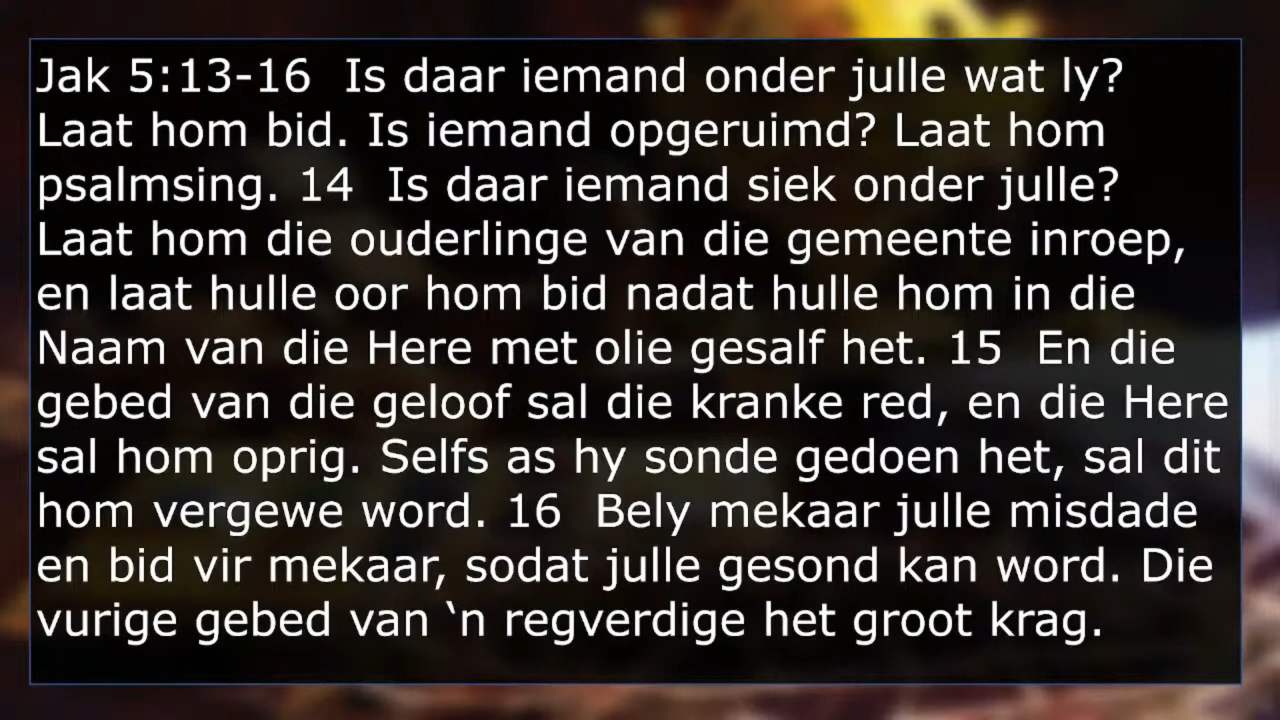 Jak 5:13-16  Is daar iemand onder julle wat ly?
Laat hom bid. Is iemand opgeruimd? Laat hom
psalmsing. 14  Is daar iemand siek onder julle?
Laat hom die ouderlinge van die gemeente inroep,
en laat hulle oor hom bid nadat hulle hom in die
Naam van die Here met olie gesalf het. 15  En die
gebed van die geloof sal die kranke red, en die Here
sal hom oprig. Selfs as hy sonde gedoen het, sal dit
hom vergewe word. 16  Bely mekaar julle misdade
en bid vir mekaar, sodat julle gesond kan word. Die
vurige gebed van ‘n regverdige het groot krag.